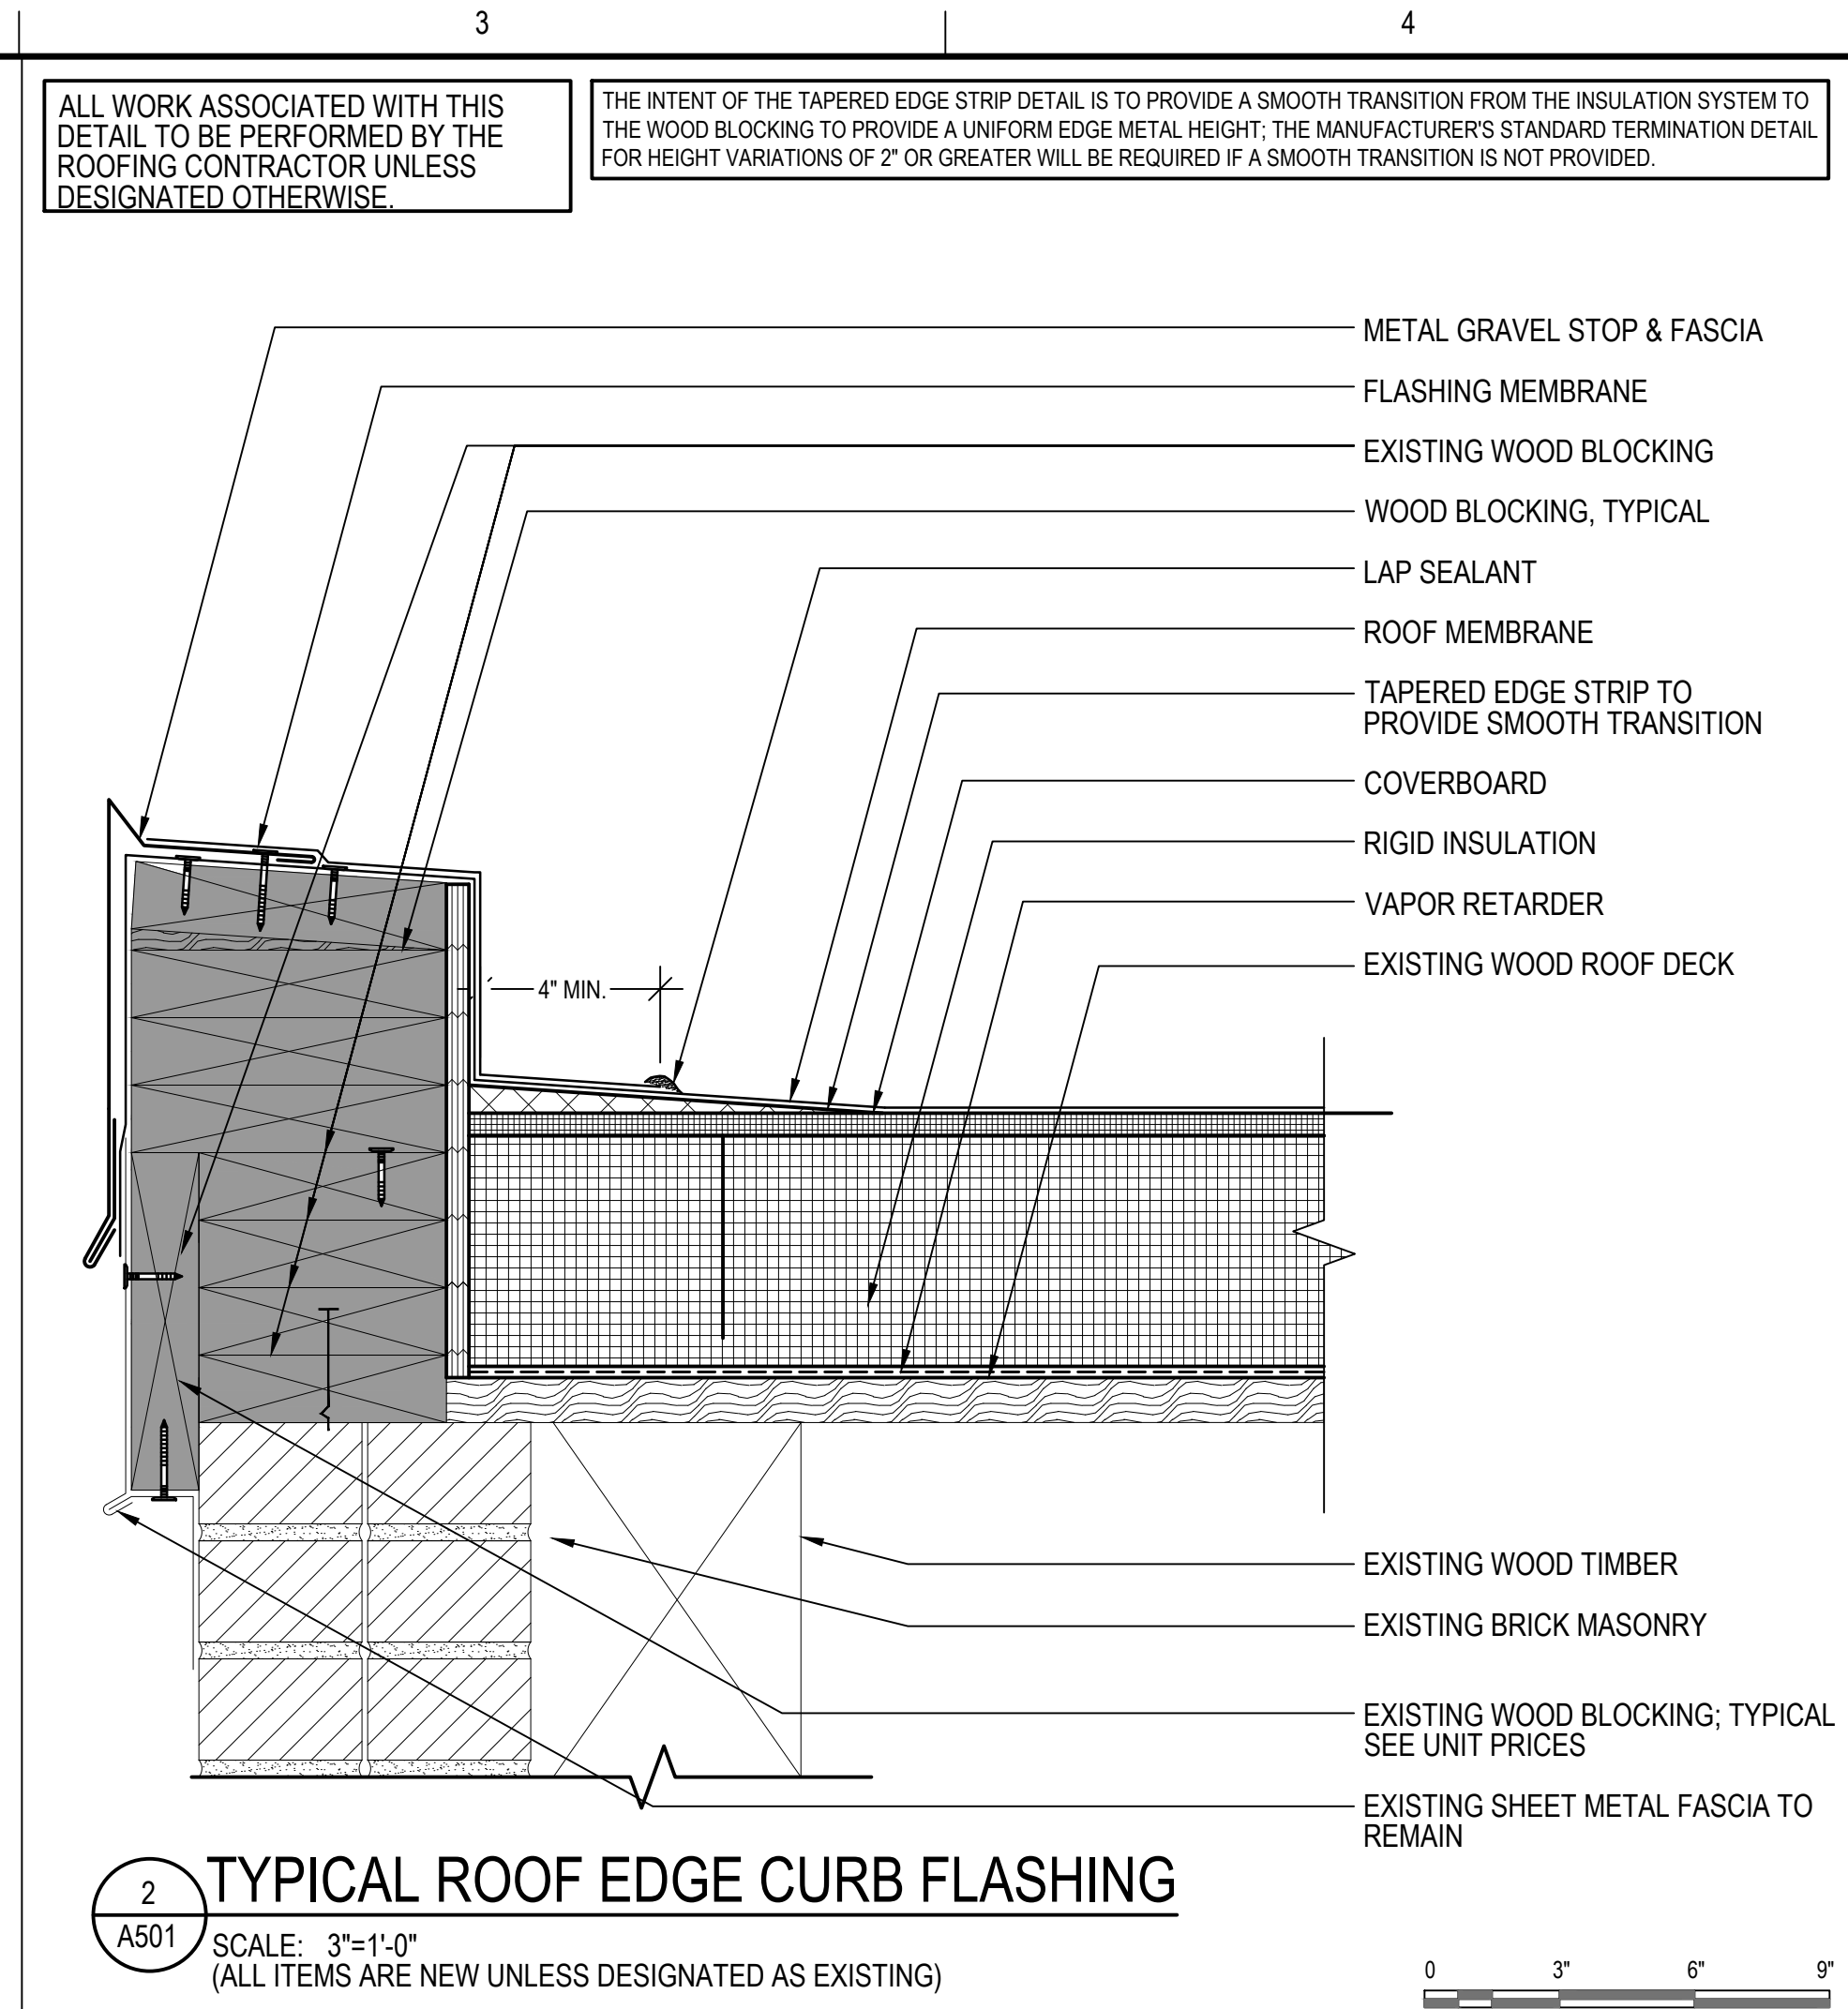 3
4
ALL WORK ASSOCIATED WITH THIS
DETAIL TO BE PERFORMED BY THE
ROOFING CONTRACTOR UNLESS
DESIGNATED OTHERWISE.
THE INTENT OF THE TAPERED EDGE STRIP DETAIL IS TO PROVIDE A SMOOTH TRANSITION FROM THE INSULATION SYSTEM TO
THE WOOD BLOCKING TO PROVIDE A UNIFORM EDGE METAL HEIGHT; THE MANUFACTURER'S STANDARD TERMINATION DETAIL
FOR HEIGHT VARIATIONS OF 2" OR GREATER WILL BE REQUIRED IF A SMOOTH TRANSITION IS NOT PROVIDED.
METAL GRAVEL STOP & FASCIA
FLASHING MEMBRANE
EXISTING WOOD BLOCKING
WOOD BLOCKING, TYPICAL
LAP SEALANT
ROOF MEMBRANE
TAPERED EDGE STRIP TO
PROVIDE SMOOTH TRANSITION
COVERBOARD
RIGID INSULATION
VAPOR RETARDER
EXISTING WOOD ROOF DECK
4" MIN.
EXISTING WOOD TIMBER
EXISTING BRICK MASONRY
EXISTING WOOD BLOCKING; TYPICAL
SEE UNIT PRICES
EXISTING SHEET METAL FASCIA TO
REMAIN
2
A501
TYPICAL ROOF EDGE CURB FLASHING
SCALE: 3"=1'-0"
(ALL ITEMS ARE NEW UNLESS DESIGNATED AS EXISTING)
0 3" 6" 9"